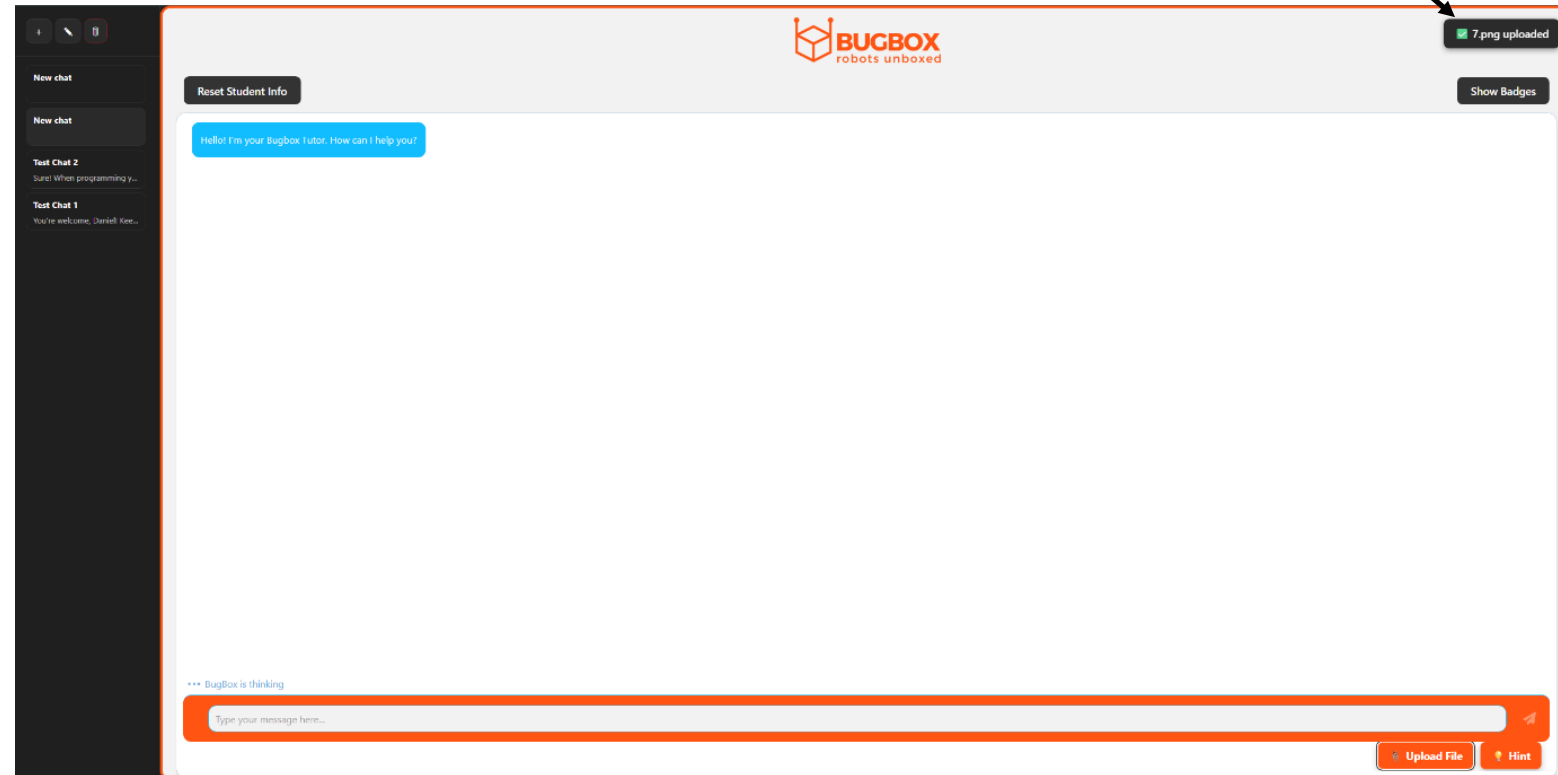 BUGBOX
robots unboxed
✅ 7.png uploaded
Reset Student Info
Show Badges
New chat
New chat
Test Chat 2
Sure! When programming y...
Test Chat 1
You're welcome, Daniel! Kee...
Hello! I'm your Bugbox Tutor. How can I help you?
••• BugBox is thinking
Type your message here...
Upload File
Hint